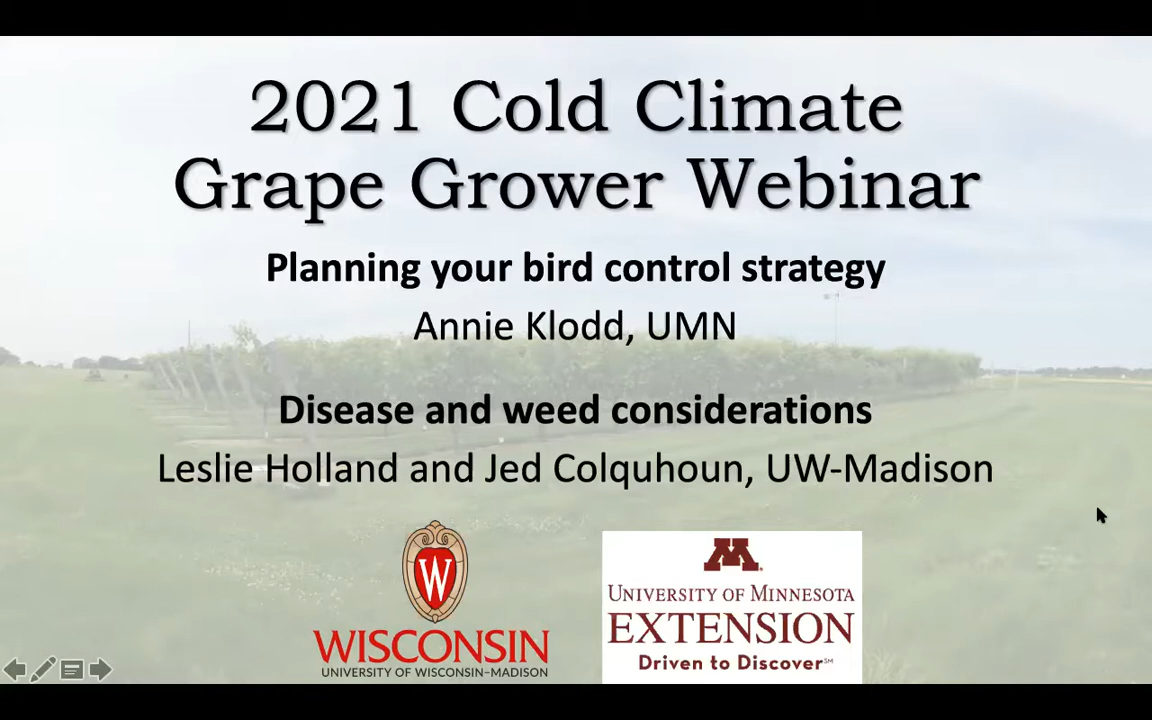 2021 Cold Climate
Grape Grower Webinar
Planning your bird control strategy
Annie Klodd, UMN
Disease and weed considerations
Leslie Holland and Jed Colquhoun, UW-Madison
W
WISCONSIN
UNIVERSITY OF WISCONSIN–MADISON
M
UNIVERSITY OF MINNESOTA
EXTENSION
Driven to Discover℠